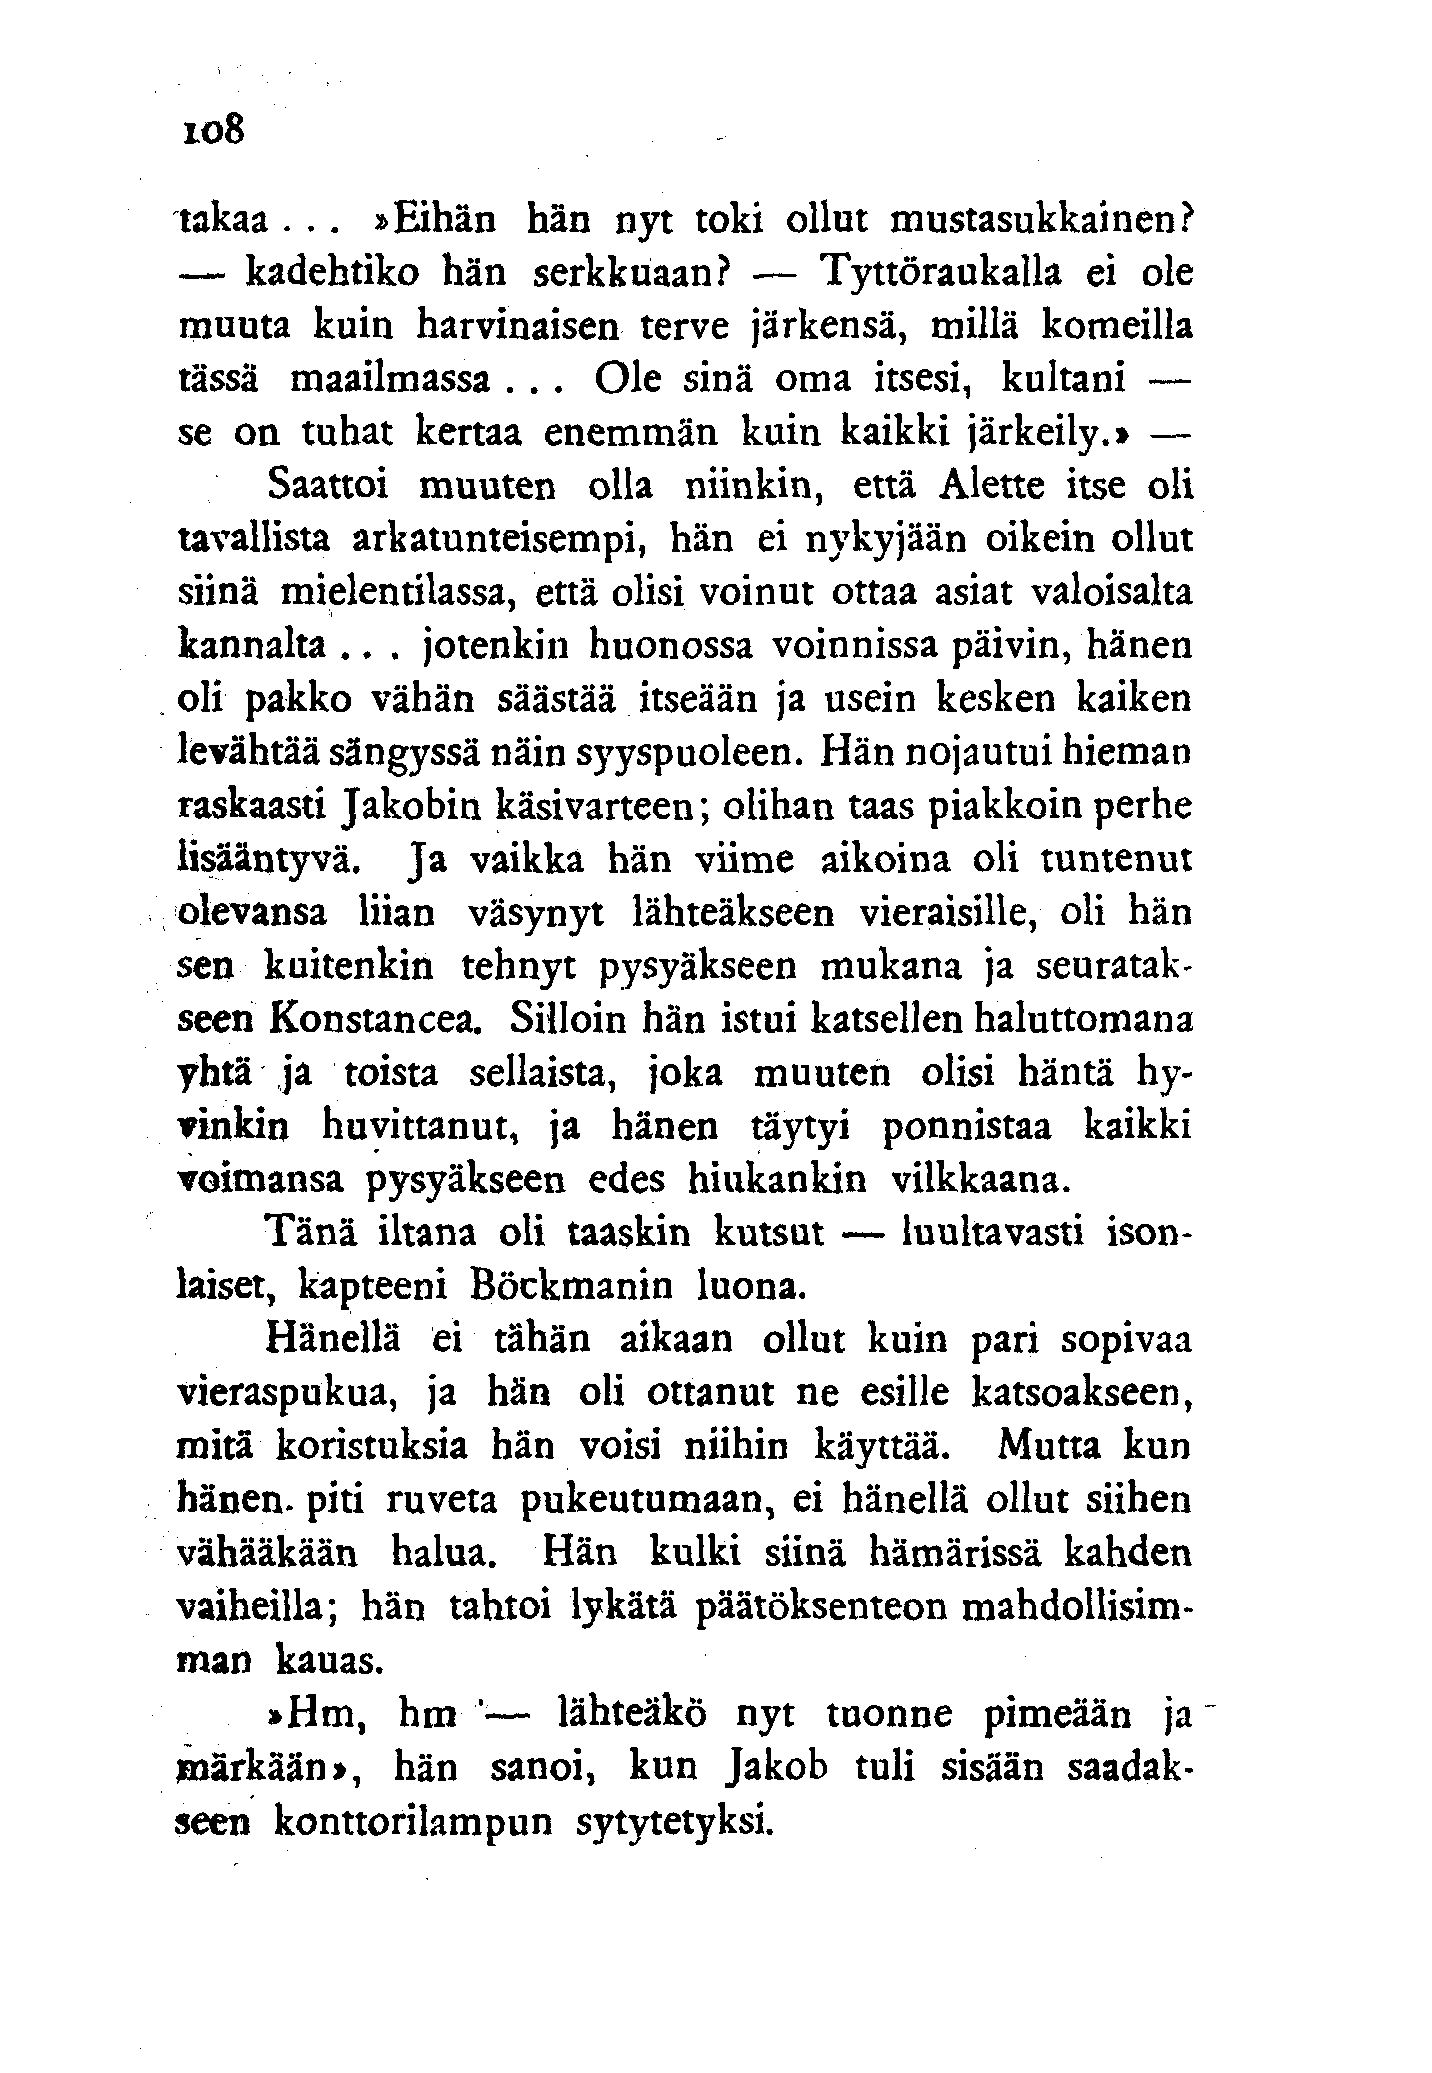 108
takaa . . . »Eihän hän nyt toki ollut mustasukkainen?
— kadehtiko hän serkkuaan? — Tyttöraukalla ei ole
muuta kuin harvinaisen terve järkensä, millä komeilla
tässä maailmassa . . . Ole sinä oma itsesi, kultani —
se on tuhat kertaa enemmän kuin kaikki järkeily.» —
Saattoi muuten olla niinkin, että Alette itse oli
tavallista arkatunteisempi, hän ei nykyjään oikein ollut
siinä mielentilassa, että olisi voinut ottaa asiat valoisalta
kannalta . . . jotenkin huonossa voinnissa päivin, hänen
oli pakko vähän säästää itseään ja usein kesken kaiken
levähtää sängyssä näin syyspuoleen. Hän nojautui hieman
raskaasti Jakobin käsivarteen; olihan taas piakkoin perhe
lisääntyvä. Ja vaikka hän viime aikoina oli tuntenut
olevansa liian väsynyt lähteäkseen vieraisille, oli hän
sen kuitenkin tehnyt pysyäkseen mukana ja seuratak-
seen Konstancea. Silloin hän istui katsellen haluttomana
yhtä ja toista sellaista, joka muuten olisi häntä hy-
vinkin huvittanut, ja hänen täytyi ponnistaa kaikki
voimansa pysyäkseen edes hiukankin vilkkaana.
Tänä iltana oli taaskin kutsut — luultavasti ison-
laiset, kapteeni Böckmanin luona.
Hänellä ei tähän aikaan ollut kuin pari sopivaa
vieraspukua, ja hän oli ottanut ne esille katsoakseen,
mitä koristuksia hän voisi niihin käyttää. Mutta kun
hänen piti ruveta pukeutumaan, ei hänellä ollut siihen
vähääkään halua. Hän kulki siinä hämärissä kahden
vaiheilla; hän tahtoi lykätä päätöksenteon mahdollisim-
man kauas.
»Hm, hm — lähteäkö nyt tuonne pimeään ja
märkään», hän sanoi, kun Jakob tuli sisään saadak-
seen konttorilampun sytytetyksi.